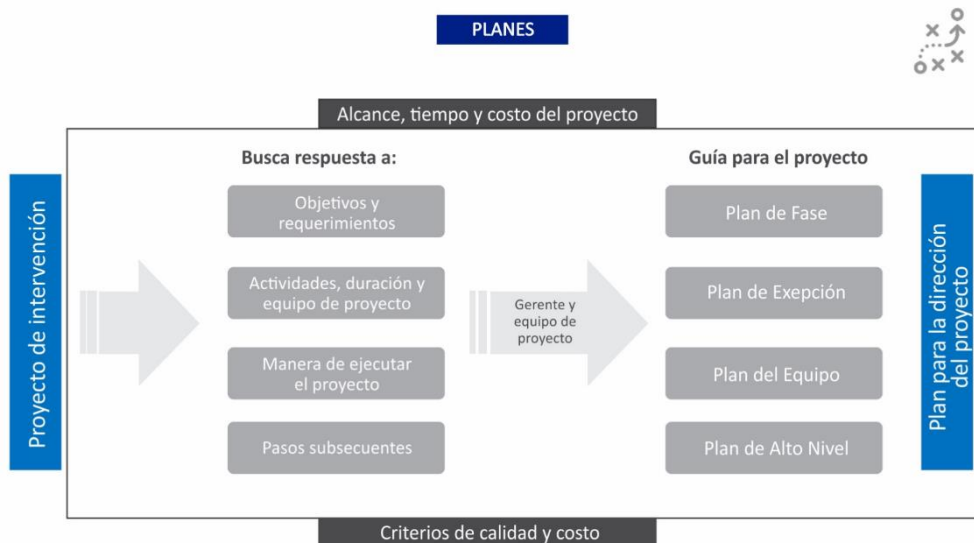 PLANES
Alcance, tiempo y costo del proyecto
Proyecto de intervención
Busca respuesta a:
Objetivos y
requerimientos
Actividades, duración y
equipo de proyecto
Manera de ejecutar
el proyecto
Pasos subsecuentes
Gerente y
equipo de
proyecto
Guía para el proyecto
Plan de Fase
Plan de Exepción
Plan del Equipo
Plan de Alto Nivel
Plan para la dirección
del proyecto
Criterios de calidad y costo